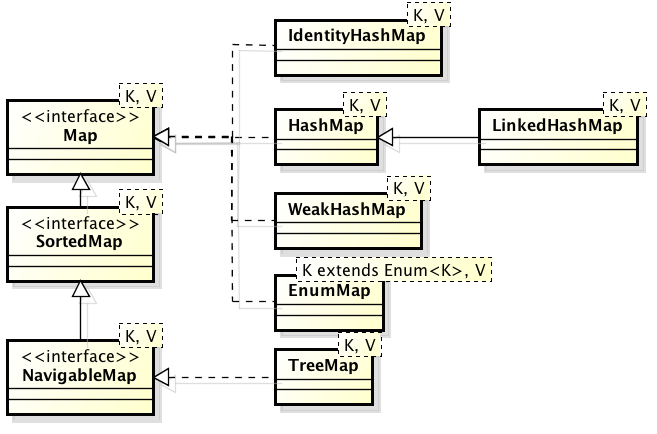 K, V
IdentityHashMap
K, V
<<interface>>
Map
K, V
HashMap
K, V
LinkedHashMap
K, V
<<interface>>
SortedMap
K, V
WeakHashMap
K extends Enum<K>, V
EnumMap
K, V
<<interface>>
NavigableMap
K, V
TreeMap